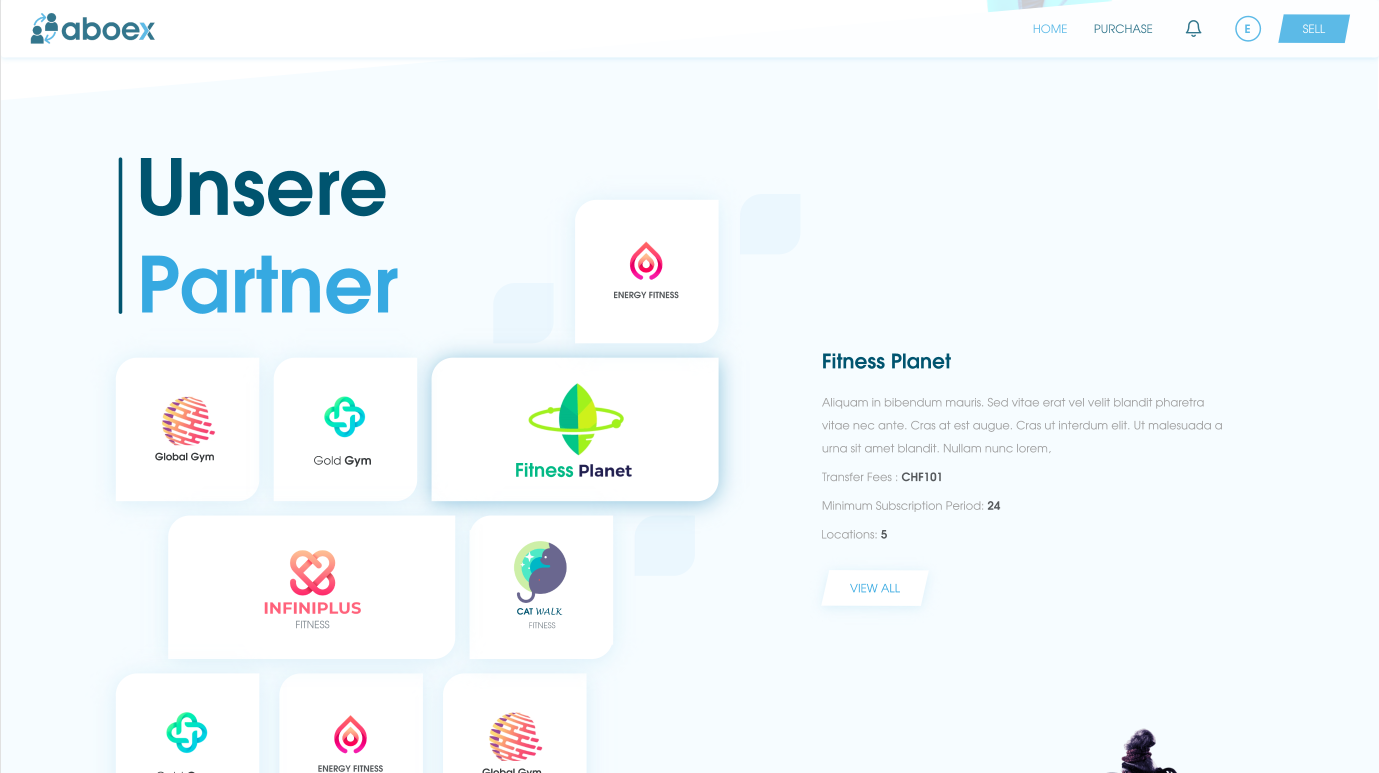 aboex
HOME
PURCHASE
E
SELL
Unsere
Partner
ENERGY FITNESS
Global Gym
Gold Gym
Fitness Planet
Fitness Planet
Aliquam in bibendum mauris. Sed vitae erat vel velit blandit pharetra
vitae nec ante. Cras at est augue. Cras ut interdum elit. Ut malesuada a
urna sit amet blandit. Nullam nunc lorem.
Transfer Fees : CHF101
Minimum Subscription Period: 24
Locations: 5
VIEW ALL
INFINIPLUS
FITNESS
CAT WALK
FITNESS
ENERGY FITNESS
Global Gym